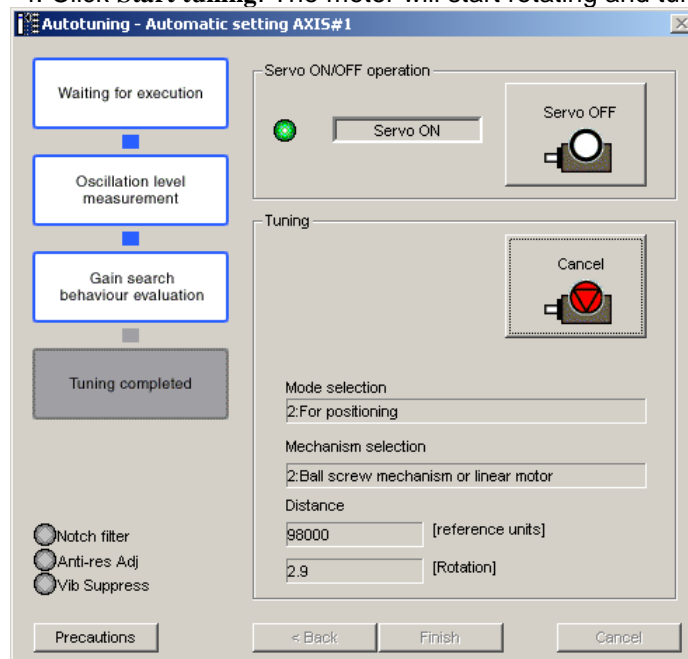 Click Start tuning. The motor will start rotating and tu
Autotuning - Automatic setting AXIS#1
Waiting for execution
Oscillation level
measurement
Gain search
behaviour evaluation
Tuning completed
Notch filter
Anti-res Adj
Vib Suppress
Precautions
Servo ON/OFF operation
Servo ON
Servo OFF
Tuning
Cancel
Mode selection
2:For positioning
Mechanism selection
2:Ball screw mechanism or linear motor
Distance
98000 [reference units]
2.9 [Rotation]
< Back
Finish
Cancel